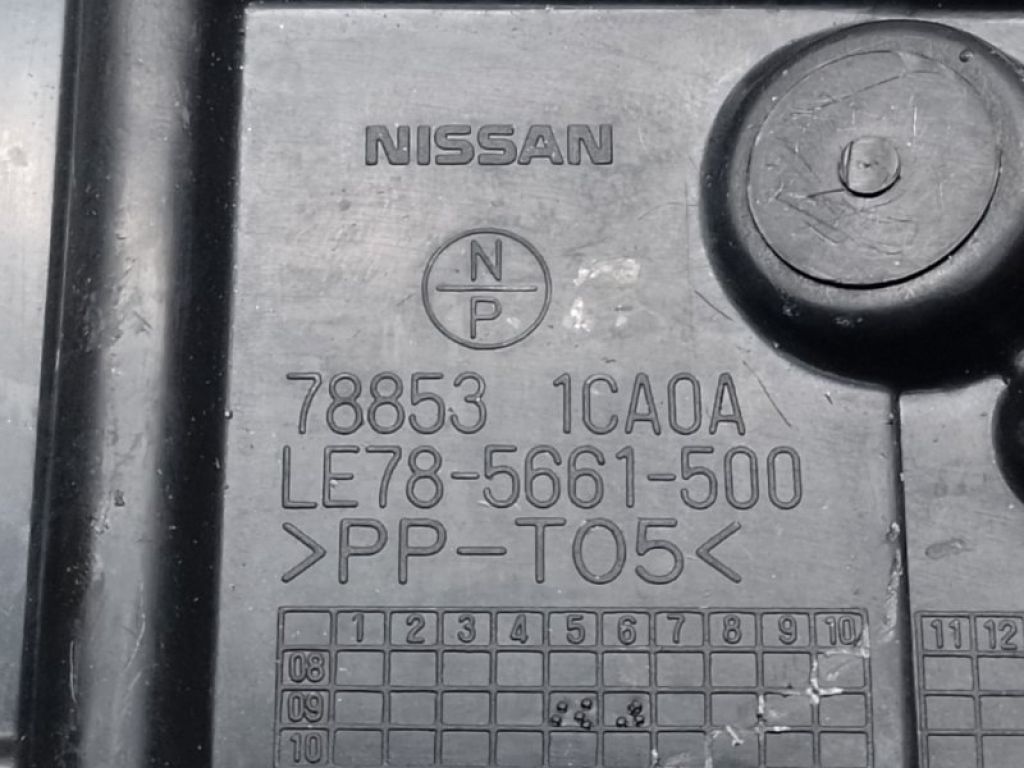 NISSAN
N
P
78853 1CA0A
LE78-5661-500
>PP-T05<
1 2 3 4 5 6 7 8 9 10 11 12
08
09
10